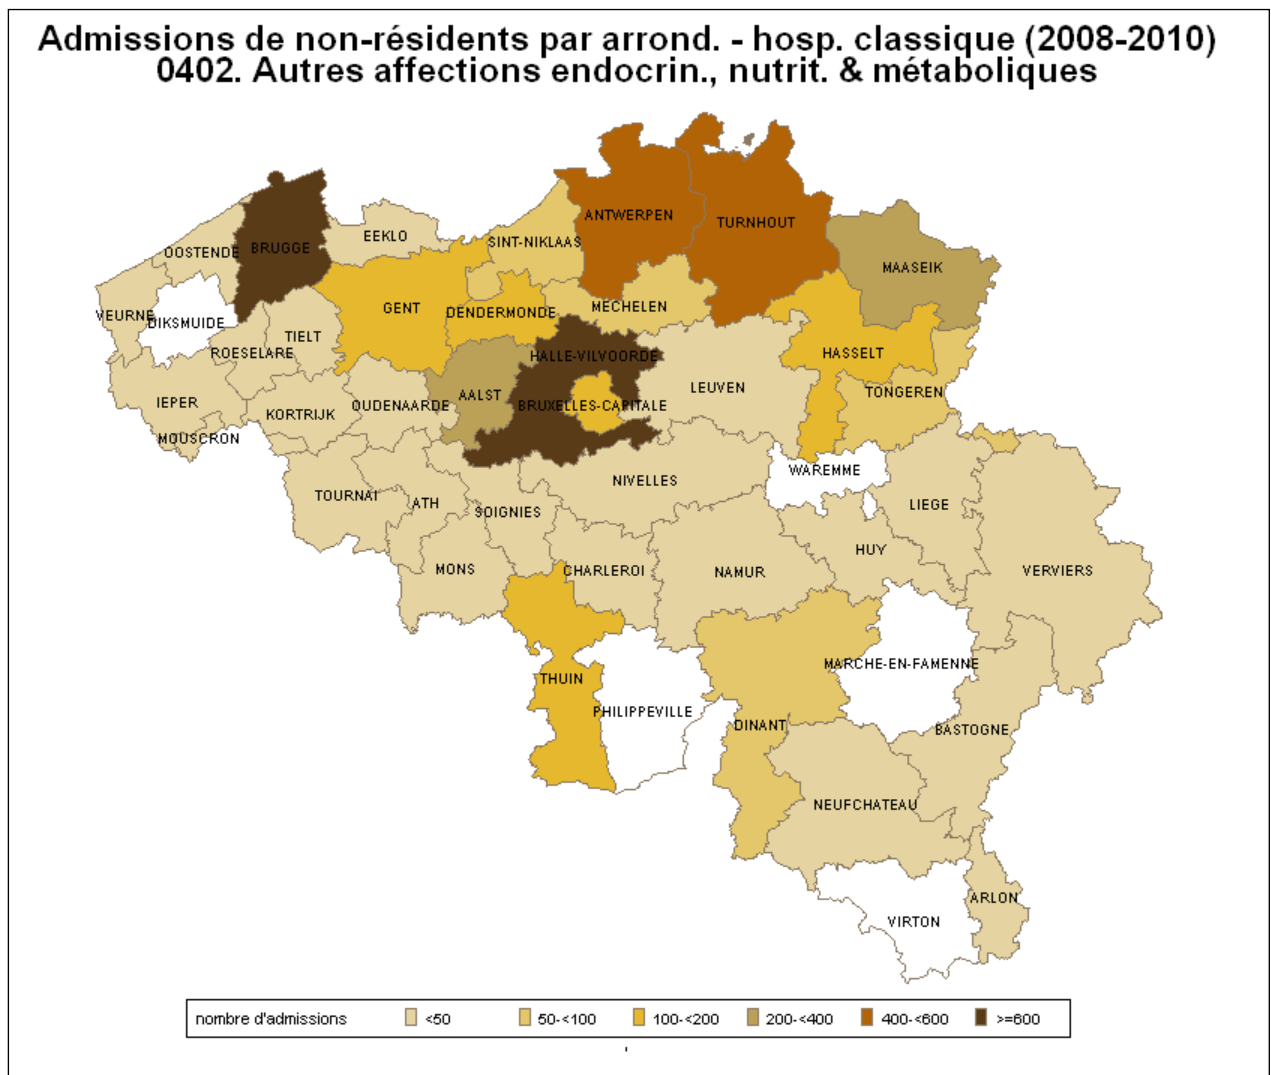 Admissions de non-résidents par arrond. - hosp. classique (2008-2010)
0402. Autres affections endocrin., nutrit. & métaboliques
ANTWERPEN
TURNHOUT
EEKLO
SINT-NIKLAAS
OOSTENDE
BRUGGE
MAASEIK
GENT
DENDERMONDE
MECHELEN
VEURNE
DIKSMUIDE
TIELT
ROESELARE
HALLE-VILVOORDE
HASSELT
LEUVEN
TONGEREN
IEPER
KORTRIJK
OUDENAARDE
AALST
BRUXELLES-CAPITALE
MOUSCRON
WAREMME
NIVELLES
TOURNAI
ATH
SOIGNIES
LIEGE
HUY
MONS
CHARLEROI
NAMUR
VERVIERS
MARCHE-EN-FAMENNE
THUIN
PHILIPPEVILLE
DINANT
BASTOGNE
NEUFCHATEAU
ARLON
VIRTON
nombre d'admissions <50 50-<100 100-<200 200-<400 400-<600 >=600